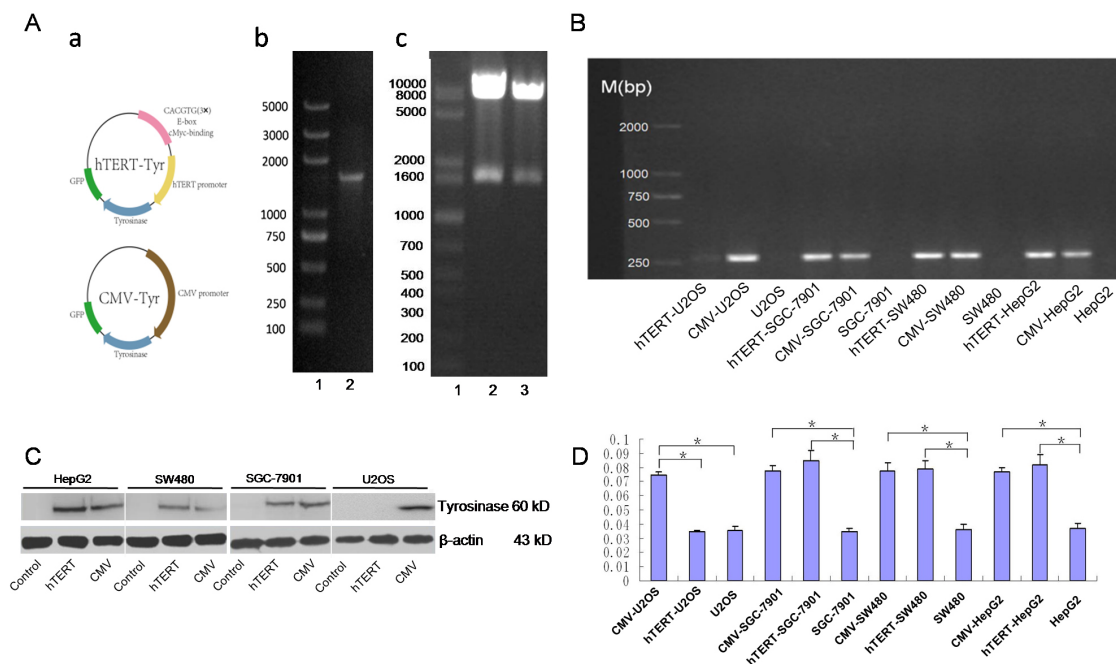 A
a
CACGTG(3×)
E-box
cMyc-binding
hTERT-Tyr
GFP
hTERT promoter
Tyrosinase
CMV-Tyr
GFP
CMV promoter
Tyrosinase
b
5000
3000
2000
1000
750
500
250
100
1 2
c
10000
8000
5000
2000
1600
1000
700
500
400
300
200
100
1 2 3
B
M(bp)
2000
1000
750
500
250
hTERT-U2OS
CMV-U2OS
U2OS
hTERT-SGC-7901
CMV-SGC-7901
SGC-7901
hTERT-SW480
CMV-SW480
SW480
hTERT-HepG2
CMV-HepG2
HepG2
C
HepG2 SW480 SGC-7901 U2OS
Tyrosinase 60 kD
β-actin 43 kD
Control hTERT CMV Control hTERT CMV Control hTERT CMV Control hTERT CMV
D
0.1
0.09
0.08
0.07
0.06
0.05
0.04
0.03
0.02
0.01
0
* * * * * * * *
CMV-U2OS
hTERT-U2OS
U2OS
CMV-SGC-7901
hTERT-SGC-7901
SGC-7901
CMV-SW480
hTERT-SW480
SW480
CMV-HepG2
hTERT-HepG2
HepG2